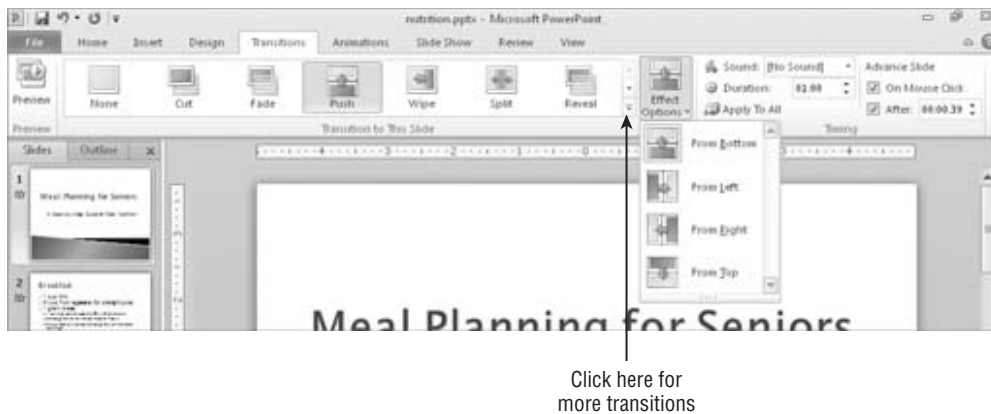 nutrition.pptx - Microsoft PowerPoint
File Home Insert Design Transitions Animations Slide Show Review View
Preview
None Cut Fade Push Wipe Split Reveal
Effect Options
Sound: [No Sound]
Duration: 02.00
Apply To All
Advance Slide
On Mouse Click
After: 00:00.39
Preview
Transition to This Slide
Timing
Slides Outline
From Bottom
From Left
From Right
From Top
1
Meal Planning for Seniors
2
Breakfast
Meal Planning for Seniors
Click here for
more transitions